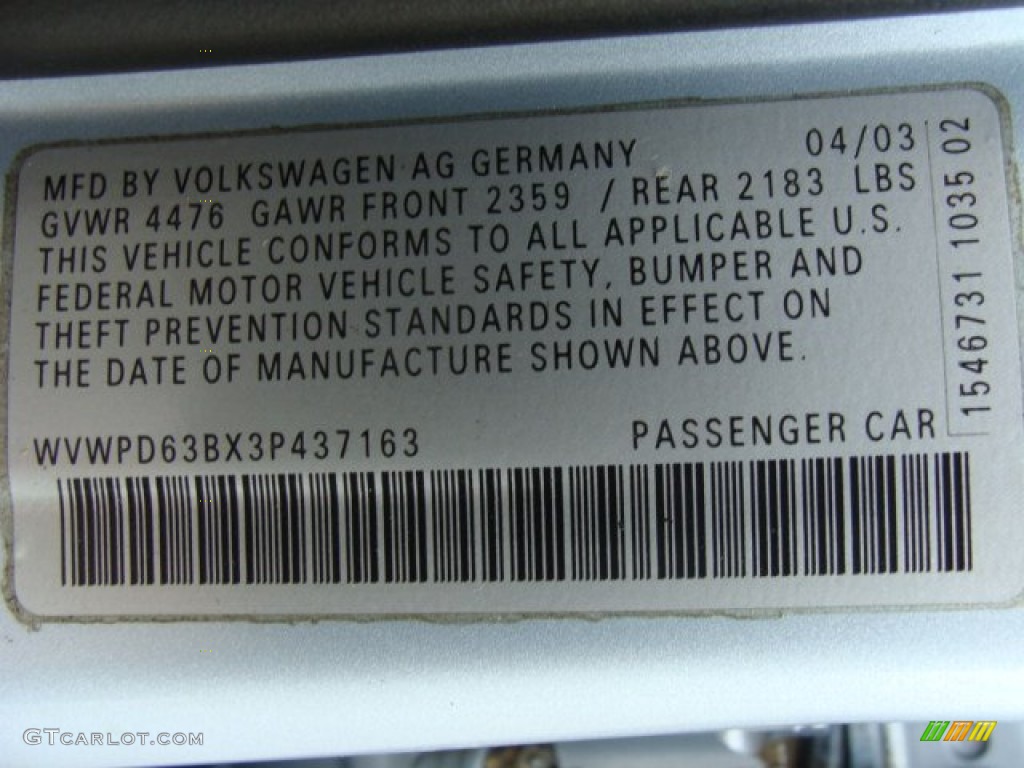 MFD BY VOLKSWAGEN AG GERMANY 04/03
GVWR 4476 GAWR FRONT 2359 / REAR 2183 LBS
THIS VEHICLE CONFORMS TO ALL APPLICABLE U.S.
FEDERAL MOTOR VEHICLE SAFETY, BUMPER AND
THEFT PREVENTION STANDARDS IN EFFECT ON
THE DATE OF MANUFACTURE SHOWN ABOVE.
WVWPD63BX3P437163 PASSENGER CAR
1546731 1035 02
GTCARLOT.COM